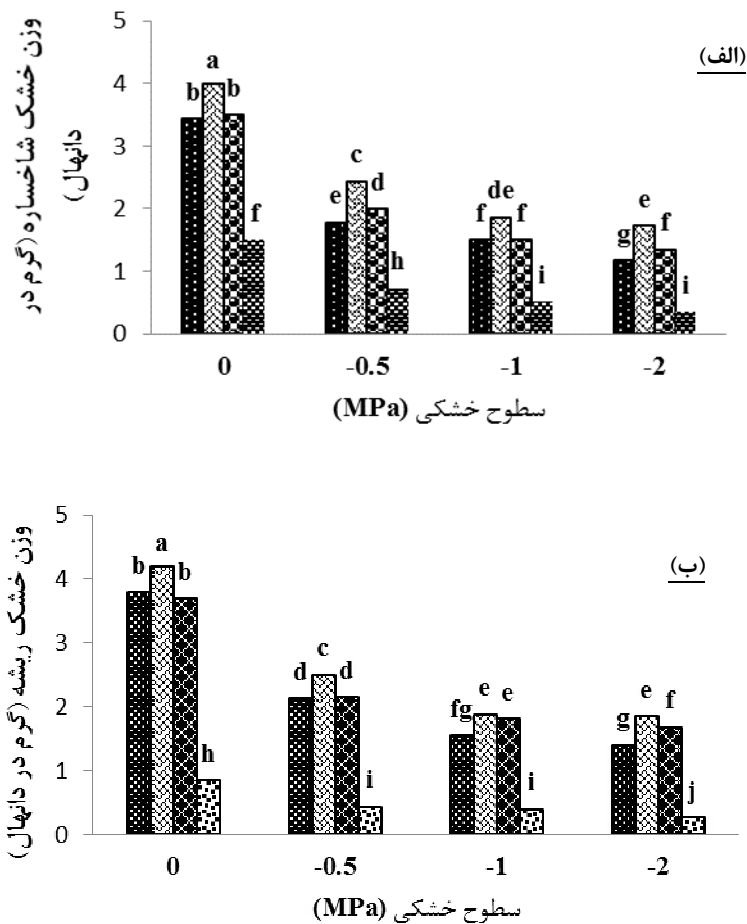 (الف)
وزن خشک شاخساره (گرم در
دانهال)
5
4
3
2
1
0
b a b f
e c d h
f de f i
g e f i
0 -0.5 -1 -2
سطوح خشکی (MPa)
(ب)
وزن خشک ریشه (گرم در دانهال)
5
4
3
2
1
0
b a b h
d c d i
fg e e i
g e f j
0 -0.5 -1 -2
سطوح خشکی (MPa)